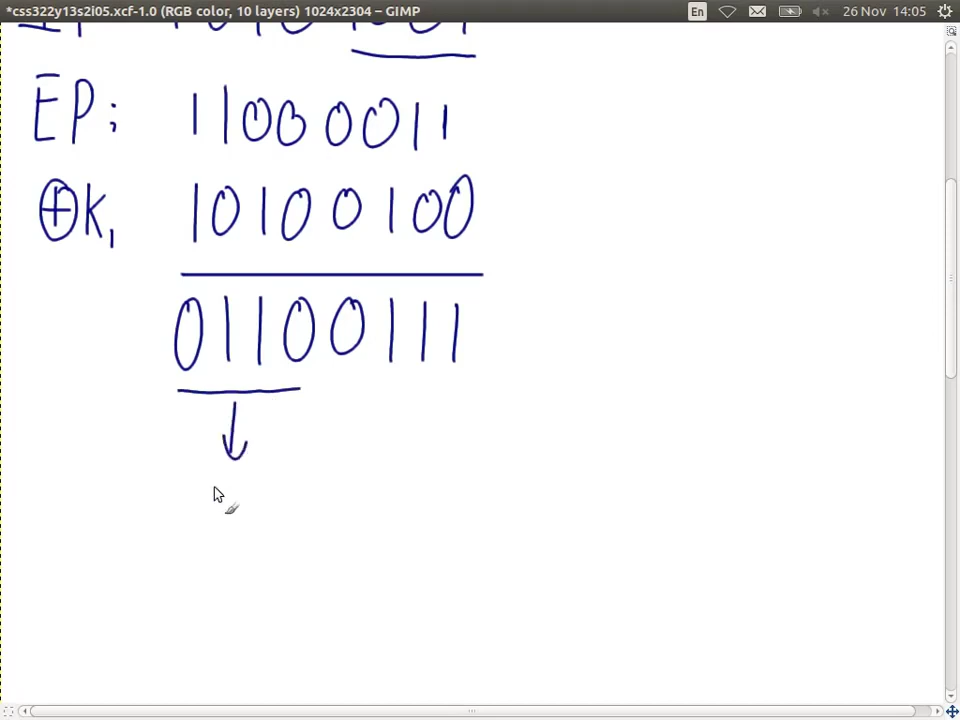 *css322y13s2i05.xcf-1.0 (RGB color, 10 layers) 1024x2304 – GIMP
En
26 Nov 14:05
EP: 11000011
⊕K₁ 10100100
01100111